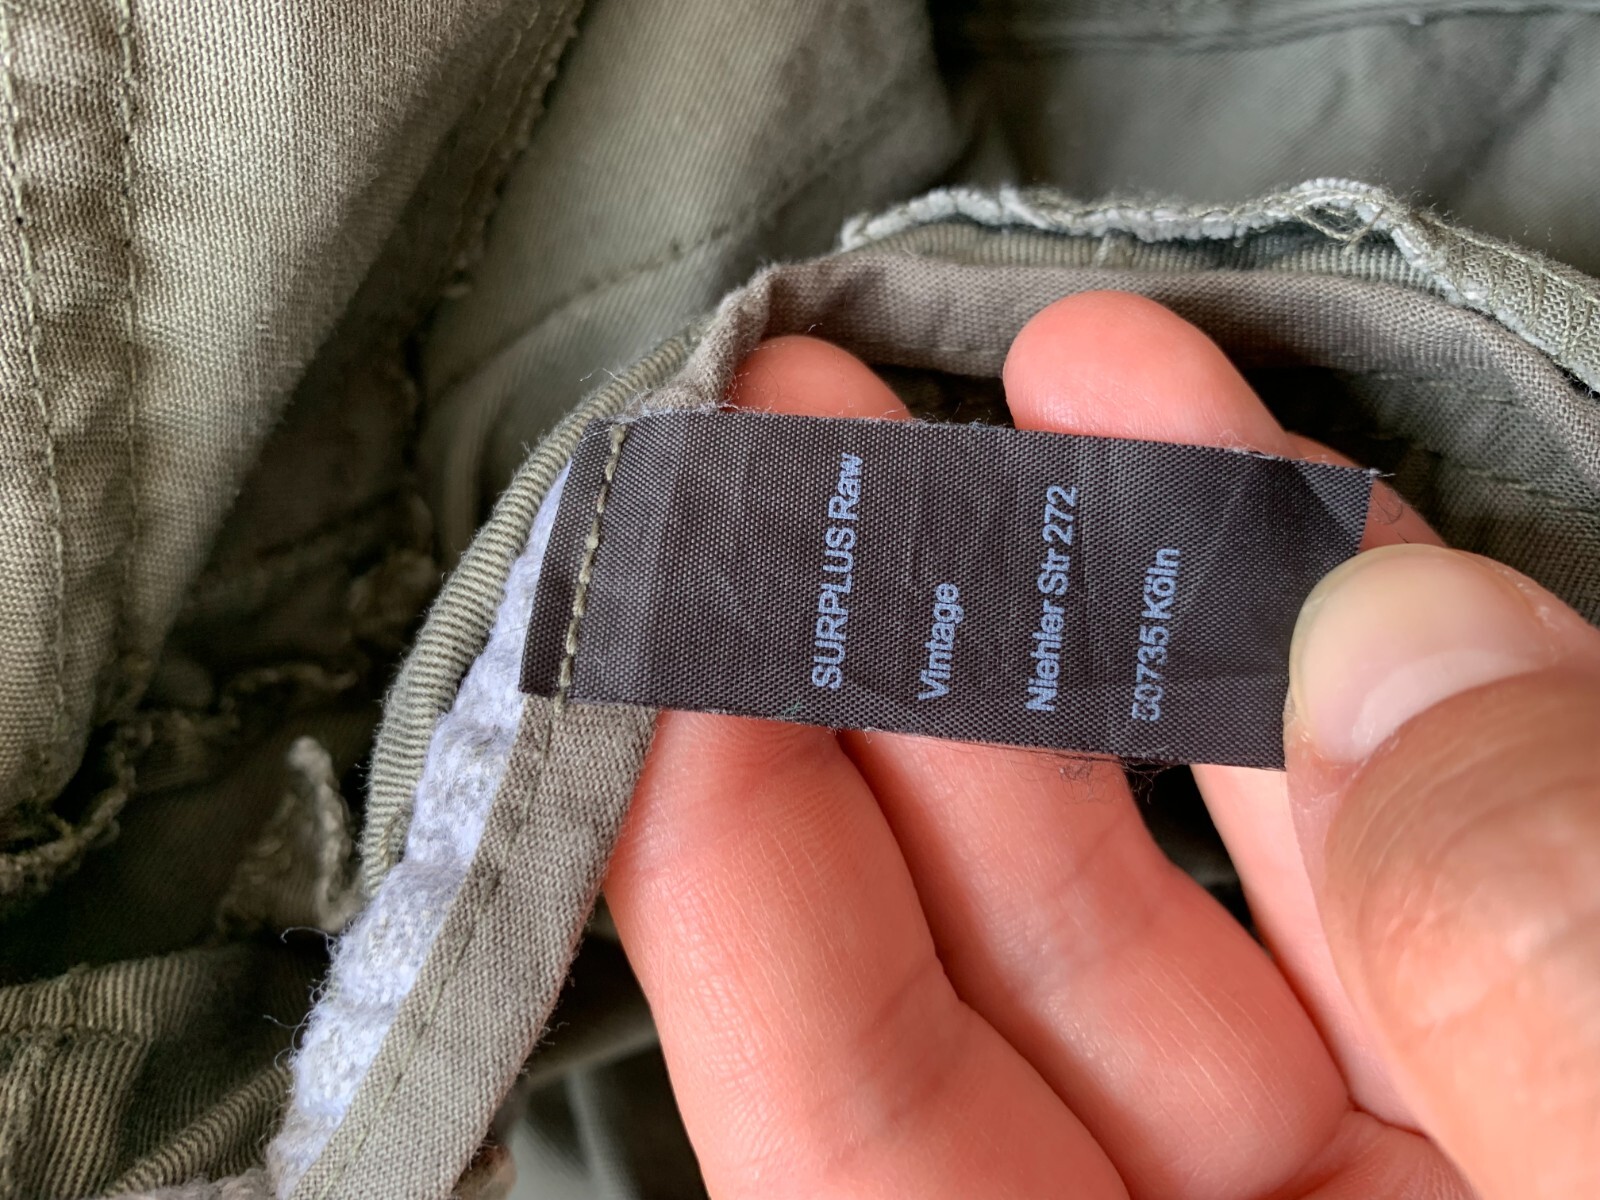 SURPLUS Raw
Vintage
Niehler Str 272
50735 Köln